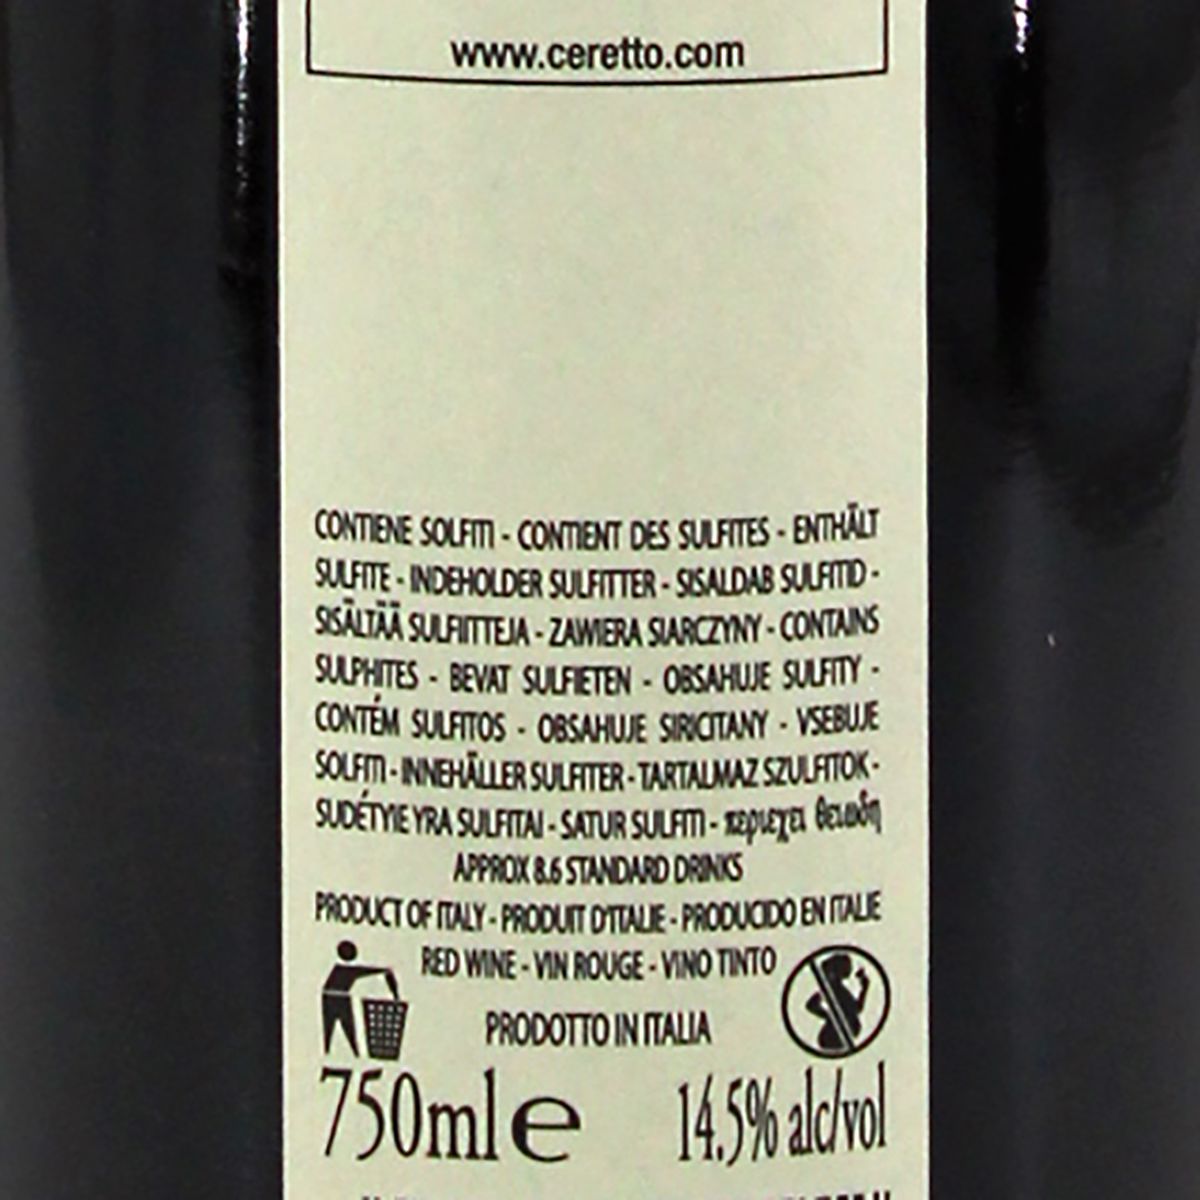 www.ceretto.com
CONTIENE SOLFITI - CONTIENT DES SULFITES - ENTHÄLT
SULFITE - INDEHOLDER SULFITTER - SISALDAB SULFITID -
SISÄLTÄÄ SULFIITTEJA - ZAWIERA SIARCZYNY - CONTAINS
SULPHITES - BEVAT SULFIETEN - OBSAHUJE SULFITY -
CONTÉM SULFITOS - OBSAHUJE SIRICITANY - VSEBUJE
SOLFITI - INNEHÄLLER SULFITER - TARTALMAZ SZULFITOK -
SUDÉTYIE YRA SULFITAI - SATUR SULFITI - περιεχει θειωδη
APPROX 8.6 STANDARD DRINKS
PRODUCT OF ITALY - PRODUIT D'ITALIE - PRODUCIDO EN ITALIE
RED WINE - VIN ROUGE - VINO TINTO
PRODOTTO IN ITALIA
750ml e 14.5% alc/vol